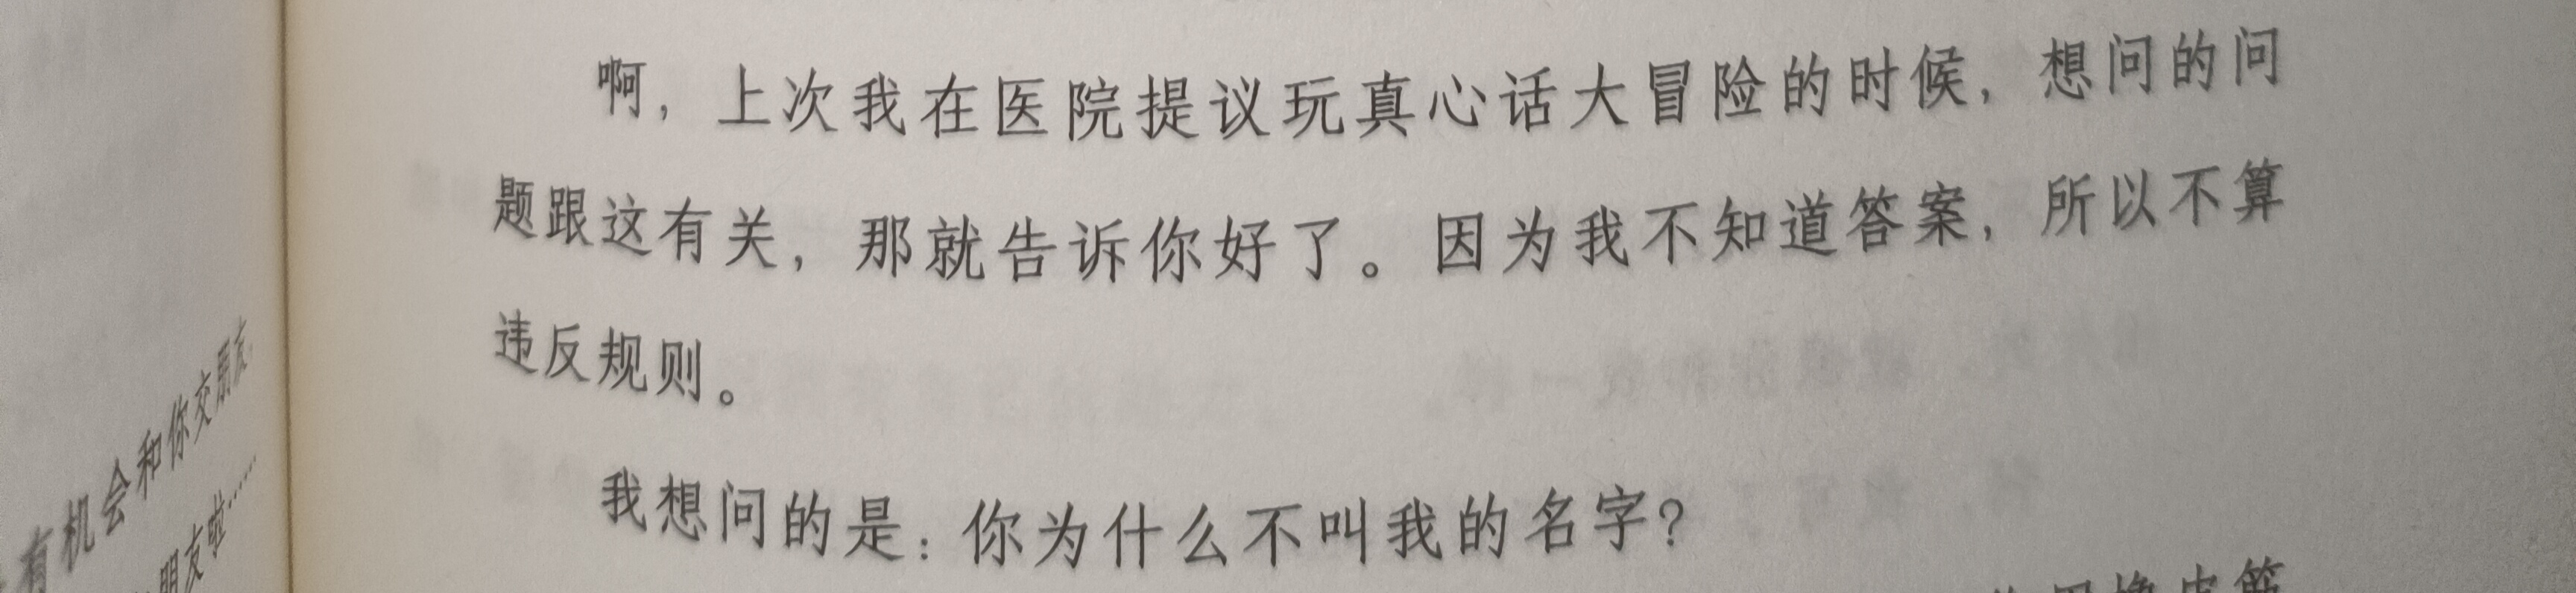 有机会和你交朋友
朋友啦……
啊，上次我在医院提议玩真心话大冒险的时候，想问的问
题跟这有关，那就告诉你好了。因为我不知道答案，所以不算
违反规则。
我想问的是：你为什么不叫我的名字？
橡皮筋